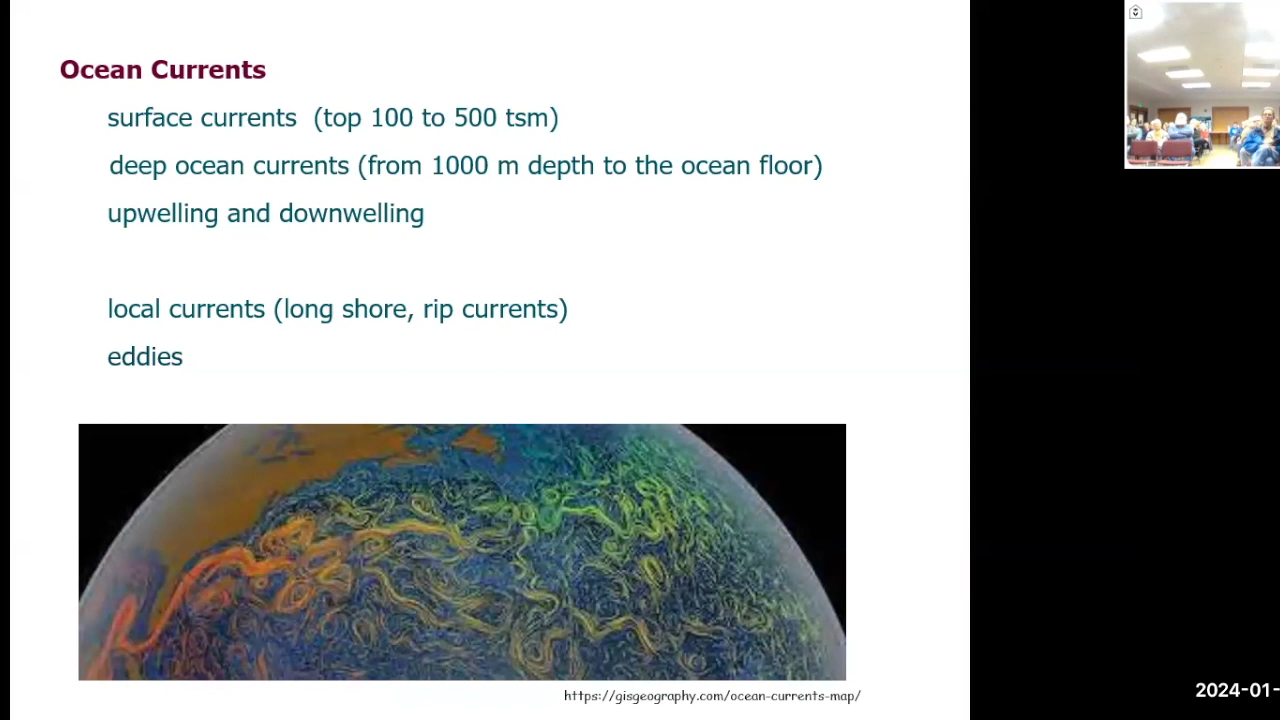 Ocean Currents
surface currents (top 100 to 500 tsm)
deep ocean currents (from 1000 m depth to the ocean floor)
upwelling and downwelling
local currents (long shore, rip currents)
eddies
https://gisgeography.com/ocean-currents-map/
2024-01-